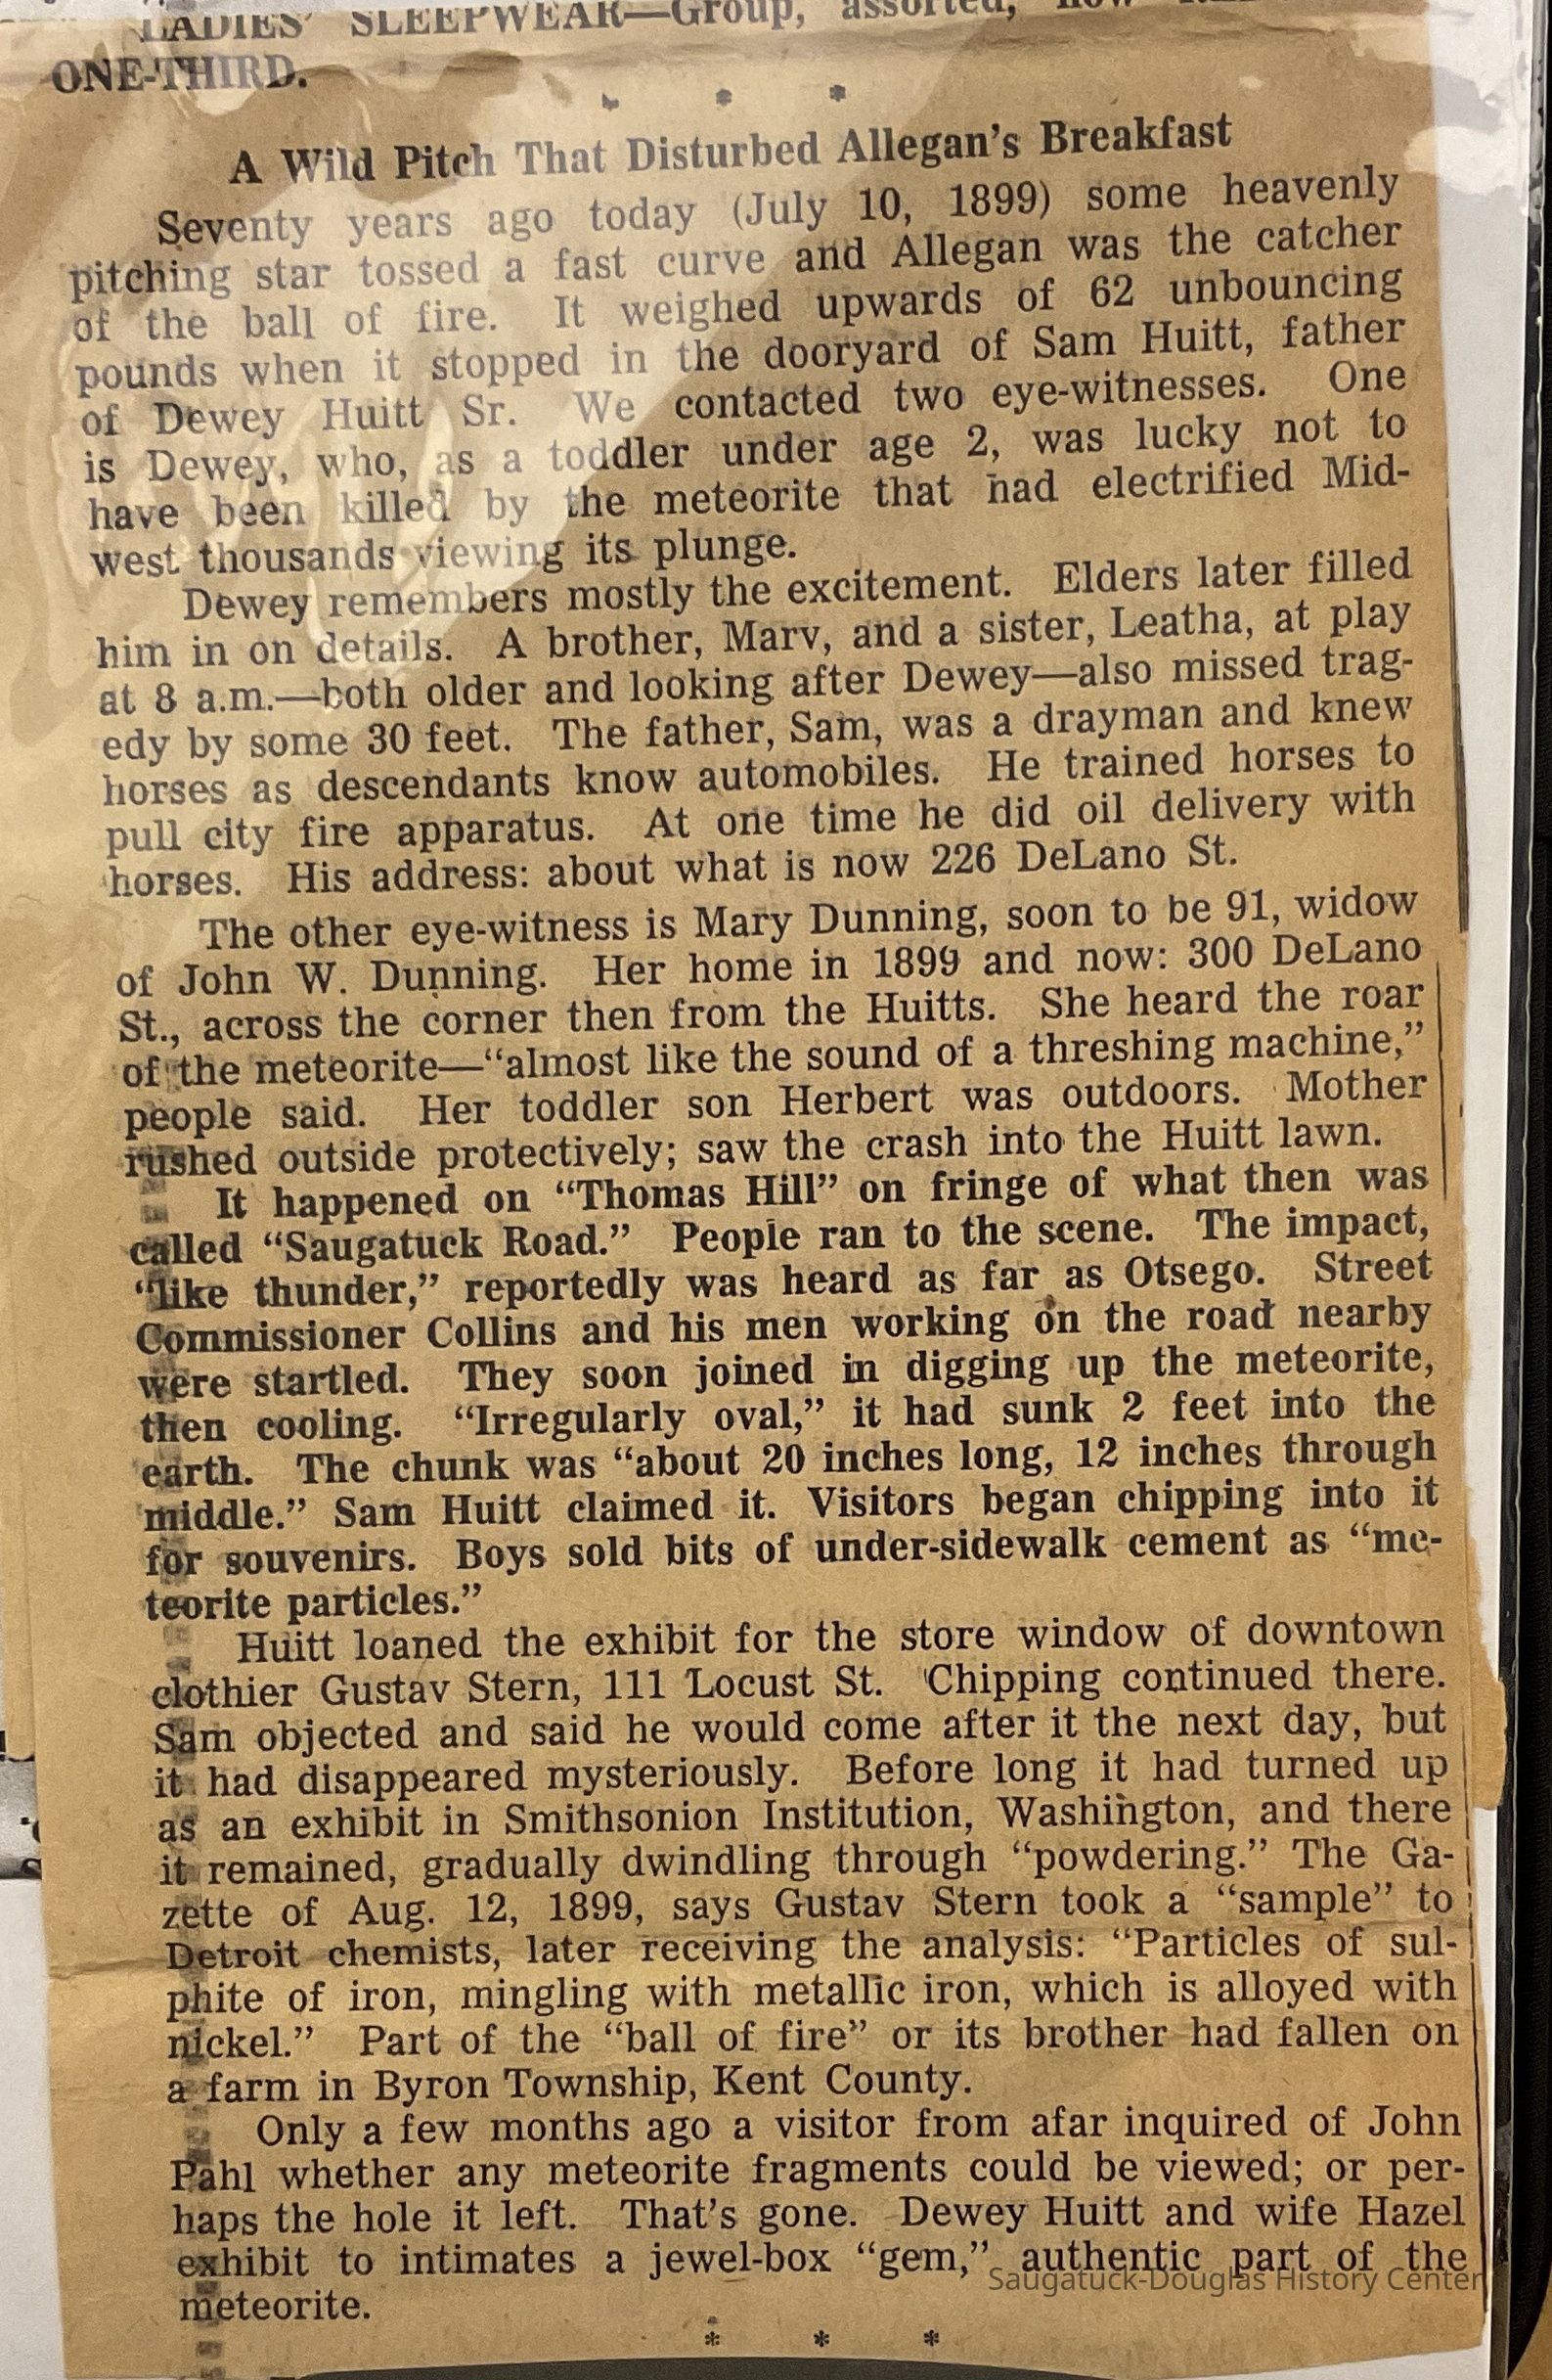 LADIES' SLEEPWEAR—Group, assorted, now
ONE-THIRD.
* * *
A Wild Pitch That Disturbed Allegan's Breakfast
Seventy years ago today (July 10, 1899) some heavenly
pitching star tossed a fast curve and Allegan was the catcher
of the ball of fire. It weighed upwards of 62 unbouncing
pounds when it stopped in the dooryard of Sam Huitt, father
of Dewey Huitt Sr. We contacted two eye-witnesses. One
is Dewey, who, as a toddler under age 2, was lucky not to
have been killed by the meteorite that had electrified Mid-
west thousands viewing its plunge.
Dewey remembers mostly the excitement. Elders later filled
him in on details. A brother, Marv, and a sister, Leatha, at play
at 8 a.m.—both older and looking after Dewey—also missed trag-
edy by some 30 feet. The father, Sam, was a drayman and knew
horses as descendants know automobiles. He trained horses to
pull city fire apparatus. At one time he did oil delivery with
horses. His address: about what is now 226 DeLano St.
The other eye-witness is Mary Dunning, soon to be 91, widow
of John W. Dunning. Her home in 1899 and now: 300 DeLano
St., across the corner then from the Huitts. She heard the roar
of the meteorite—“almost like the sound of a threshing machine,”
people said. Her toddler son Herbert was outdoors. Mother
rushed outside protectively; saw the crash into the Huitt lawn.
It happened on “Thomas Hill” on fringe of what then was
called “Saugatuck Road.” People ran to the scene. The impact,
“like thunder,” reportedly was heard as far as Otsego. Street
Commissioner Collins and his men working on the road nearby
were startled. They soon joined in digging up the meteorite,
then cooling. “Irregularly oval,” it had sunk 2 feet into the
earth. The chunk was “about 20 inches long, 12 inches through
middle.” Sam Huitt claimed it. Visitors began chipping into it
for souvenirs. Boys sold bits of under-sidewalk cement as “me-
teorite particles.”
Huitt loaned the exhibit for the store window of downtown
clothier Gustav Stern, 111 Locust St. Chipping continued there.
Sam objected and said he would come after it the next day, but
it had disappeared mysteriously. Before long it had turned up
as an exhibit in Smithsonion Institution, Washington, and there
it remained, gradually dwindling through “powdering.” The Ga-
zette of Aug. 12, 1899, says Gustav Stern took a “sample” to
Detroit chemists, later receiving the analysis: “Particles of sul-
phite of iron, mingling with metallic iron, which is alloyed with
nickel.” Part of the “ball of fire” or its brother had fallen on
a farm in Byron Township, Kent County.
Only a few months ago a visitor from afar inquired of John
Pahl whether any meteorite fragments could be viewed; or per-
haps the hole it left. That's gone. Dewey Huitt and wife Hazel
exhibit to intimates a jewel-box “gem,” authentic part of the
meteorite.
Saugatuck-Douglas History Center
* * *